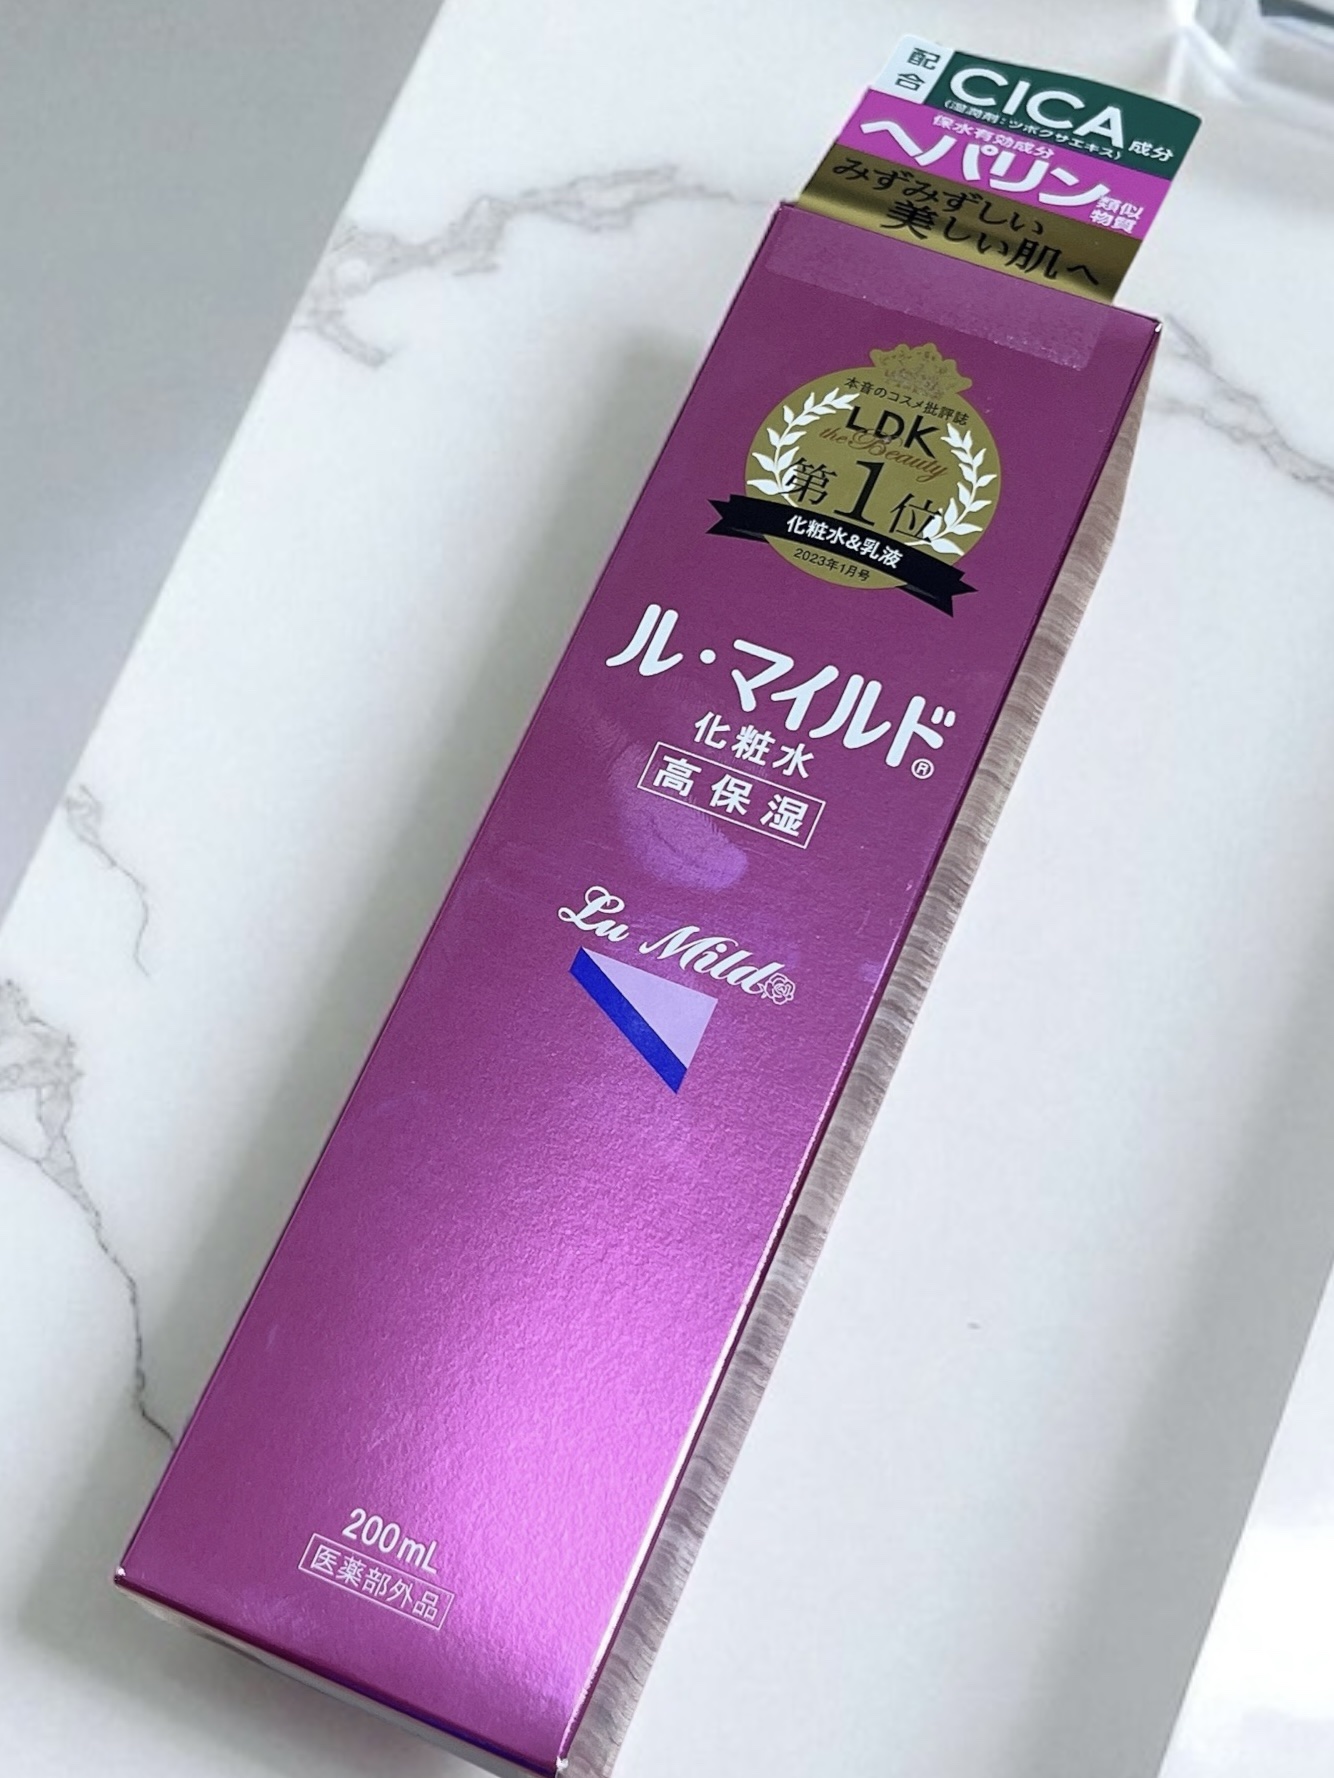 配合
CICA成分
(湿潤剤:ツボクサエキス)
保水有効成分
ヘパリン類似物質
みずみずしい
美しい肌へ
本音のコスメ批評誌
LDK
the Beauty
第1位
化粧水&乳液
2023年1月号
ル・マイルド®
化粧水
高保湿
Lu Mild
200mL
医薬部外品